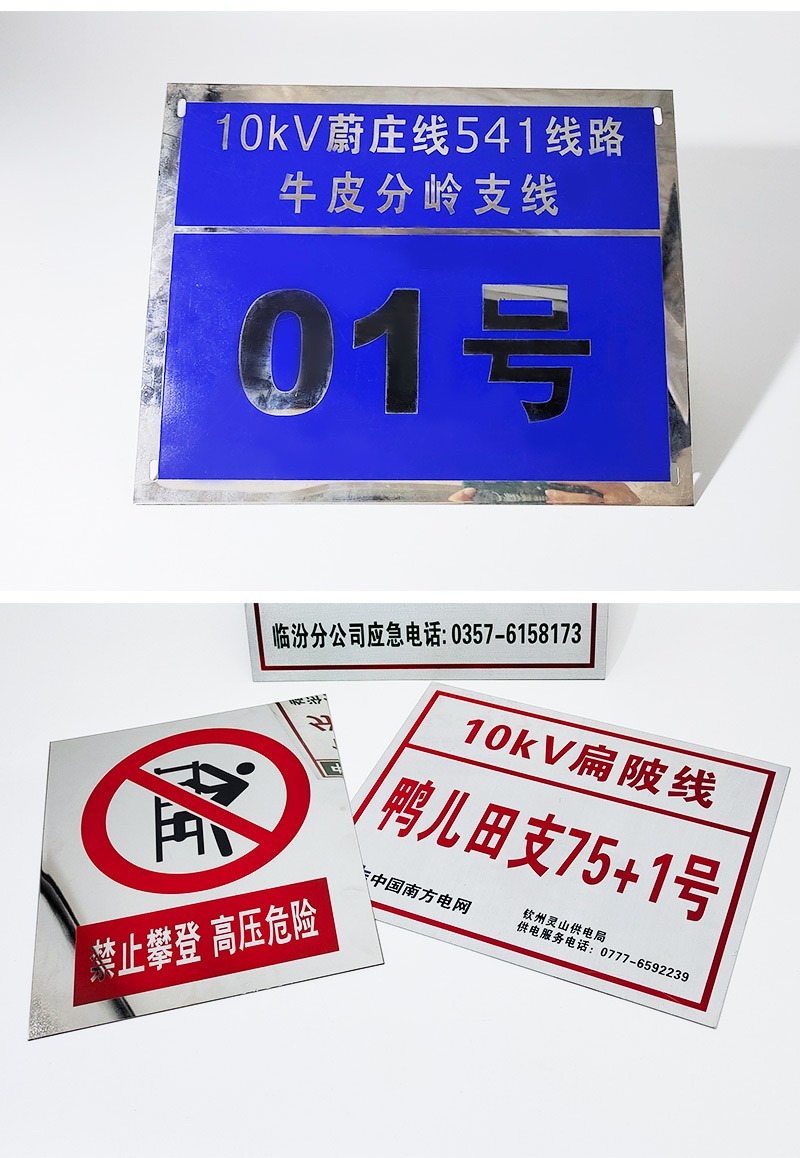 10kV蔚庄线541线路
牛皮分岭支线
01号
临汾分公司应急电话:0357-6158173
禁止攀登 高压危险
10kV扁陂线
鸭儿田支75+1号
中国南方电网
钦州灵山供电局
供电服务电话：0777-6592239